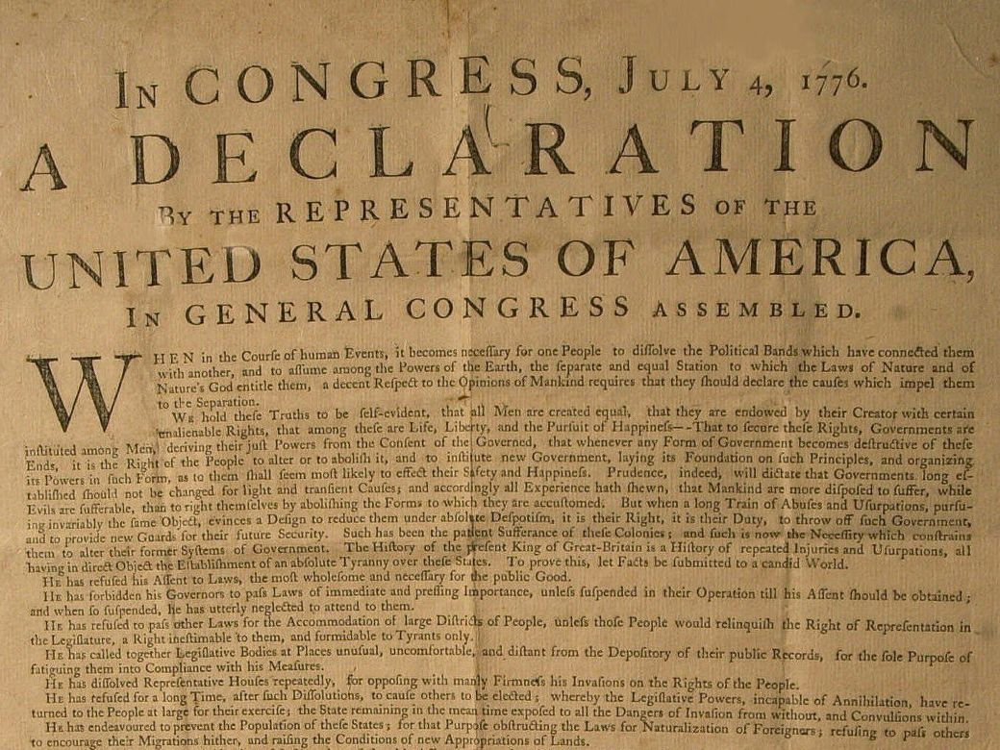 IN CONGRESS, JULY 4, 1776.
A DECLARATION
BY THE REPRESENTATIVES OF THE
UNITED STATES OF AMERICA,
IN GENERAL CONGRESS ASSEMBLED.
WHEN in the Courſe of human Events, it becomes neceſſary for one People to diſſolve the Political Bands which have connected them
with another, and to aſſume among the Powers of the Earth, the ſeparate and equal Station to which the Laws of Nature and of
Nature's God entitle them, a decent Reſpect to the Opinions of Mankind requires that they ſhould declare the cauſes which impel them
to the Separation.
WE hold theſe Truths to be ſelf-evident, that all Men are created equal, that they are endowed by their Creator with certain
unalienable Rights, that among theſe are Life, Liberty, and the Purſuit of Happineſs--That to ſecure theſe Rights, Governments are
inſtituted among Men, deriving their juſt Powers from the Conſent of the Governed, that whenever any Form of Government becomes deſtructive of theſe
Ends, it is the Right of the People to alter or to aboliſh it, and to inſtitute new Government, laying its Foundation on ſuch Principles, and organizing
its Powers in ſuch Form, as to them ſhall ſeem moſt likely to effect their Safety and Happineſs. Prudence, indeed, will dictate that Governments long eſ-
tabliſhed ſhould not be changed for light and tranſient Cauſes; and accordingly all Experience hath ſhewn, that Mankind are more diſpoſed to ſuffer, while
Evils are ſufferable, than to right themſelves by aboliſhing the Forms to which they are accuſtomed. But when a long Train of Abuſes and Uſurpations, purſu-
ing invariably the ſame Object, evinces a Deſign to reduce them under abſolute Deſpotiſm, it is their Right, it is their Duty, to throw off ſuch Government,
and to provide new Guards for their future Security. Such has been the patient Sufferance of theſe Colonies; and ſuch is now the Neceſſity which conſtrains
them to alter their former Syſtems of Government. The Hiſtory of the preſent King of Great-Britain is a Hiſtory of repeated Injuries and Uſurpations, all
having in direct Object the Eſtabliſhment of an abſolute Tyranny over theſe States. To prove this, let Facts be ſubmitted to a candid World.
HE has refuſed his Aſſent to Laws, the moſt wholeſome and neceſſary for the public Good.
HE has forbidden his Governors to paſs Laws of immediate and preſſing Importance, unleſs ſuſpended in their Operation till his Aſſent ſhould be obtained;
and when ſo ſuſpended, he has utterly neglected to attend to them.
HE has refuſed to paſs other Laws for the Accommodation of large Diſtricts of People, unleſs thoſe People would relinquiſh the Right of Repreſentation in
the Legiſlature, a Right ineſtimable to them, and formidable to Tyrants only.
HE has called together Legiſlative Bodies at Places unuſual, uncomfortable, and diſtant from the Depoſitory of their public Records, for the ſole Purpoſe of
fatiguing them into Compliance with his Meaſures.
HE has diſſolved Repreſentative Houſes repeatedly, for oppoſing with manly Firmneſs his Invaſions on the Rights of the People.
HE has refuſed for a long Time, after ſuch Diſſolutions, to cauſe others to be elected; whereby the Legiſlative Powers, incapable of Annihilation, have re-
turned to the People at large for their exerciſe; the State remaining in the mean time expoſed to all the Dangers of Invaſion from without, and Convulſions within.
HE has endeavoured to prevent the Population of theſe States; for that Purpoſe obſtructing the Laws for Naturalization of Foreigners; refuſing to paſs others
to encourage their Migrations hither, and raiſing the Conditions of new Appropriations of Lands.